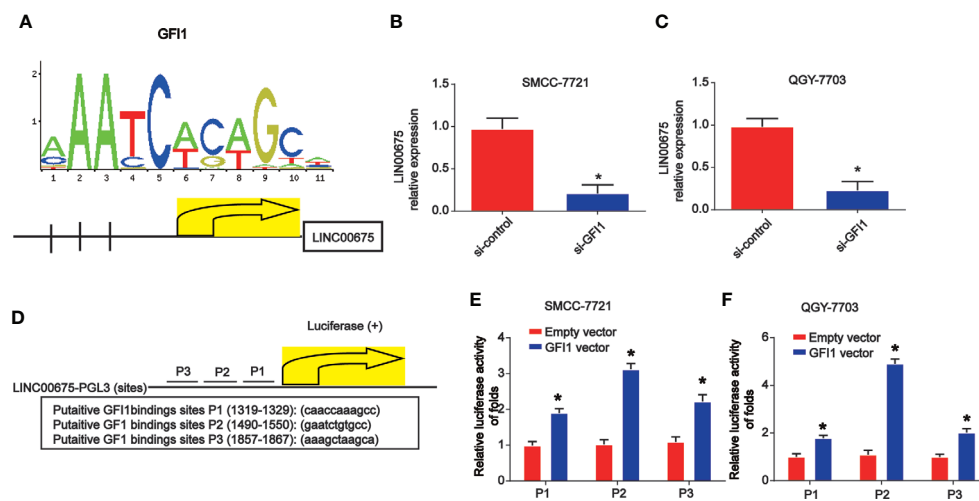 A
GFI1
2
1
AAATCACAGCA
1 2 3 4 5 6 7 8 9 10 11
LINC00675
B
SMCC-7721
LIN00675
relative expression
1.5
1.0
0.5
0.0
*
si-control
si-GFI1
C
QGY-7703
LIN00675
relative expression
1.5
1.0
0.5
0.0
*
si-control
si-GFI1
D
Luciferase (+)
P3 P2 P1
LINC00675-PGL3 (sites)
Putaitive GFI1bindings sites P1 (1319-1329): (caaccaaagcc)
Putaitive GF1 bindings sites P2 (1490-1550): (gaatctgtgcc)
Putaitive GF1 bindings sites P3 (1857-1867): (aaagctaagca)
E
SMCC-7721
Empty vector
GFI1 vector
Relative luciferase activity
of folds
4
3
2
1
0
* * *
P1 P2 P3
F
QGY-7703
Empty vector
GFI1 vector
Relative luciferase activity
of folds
8
6
4
2
0
* * *
P1 P2 P3